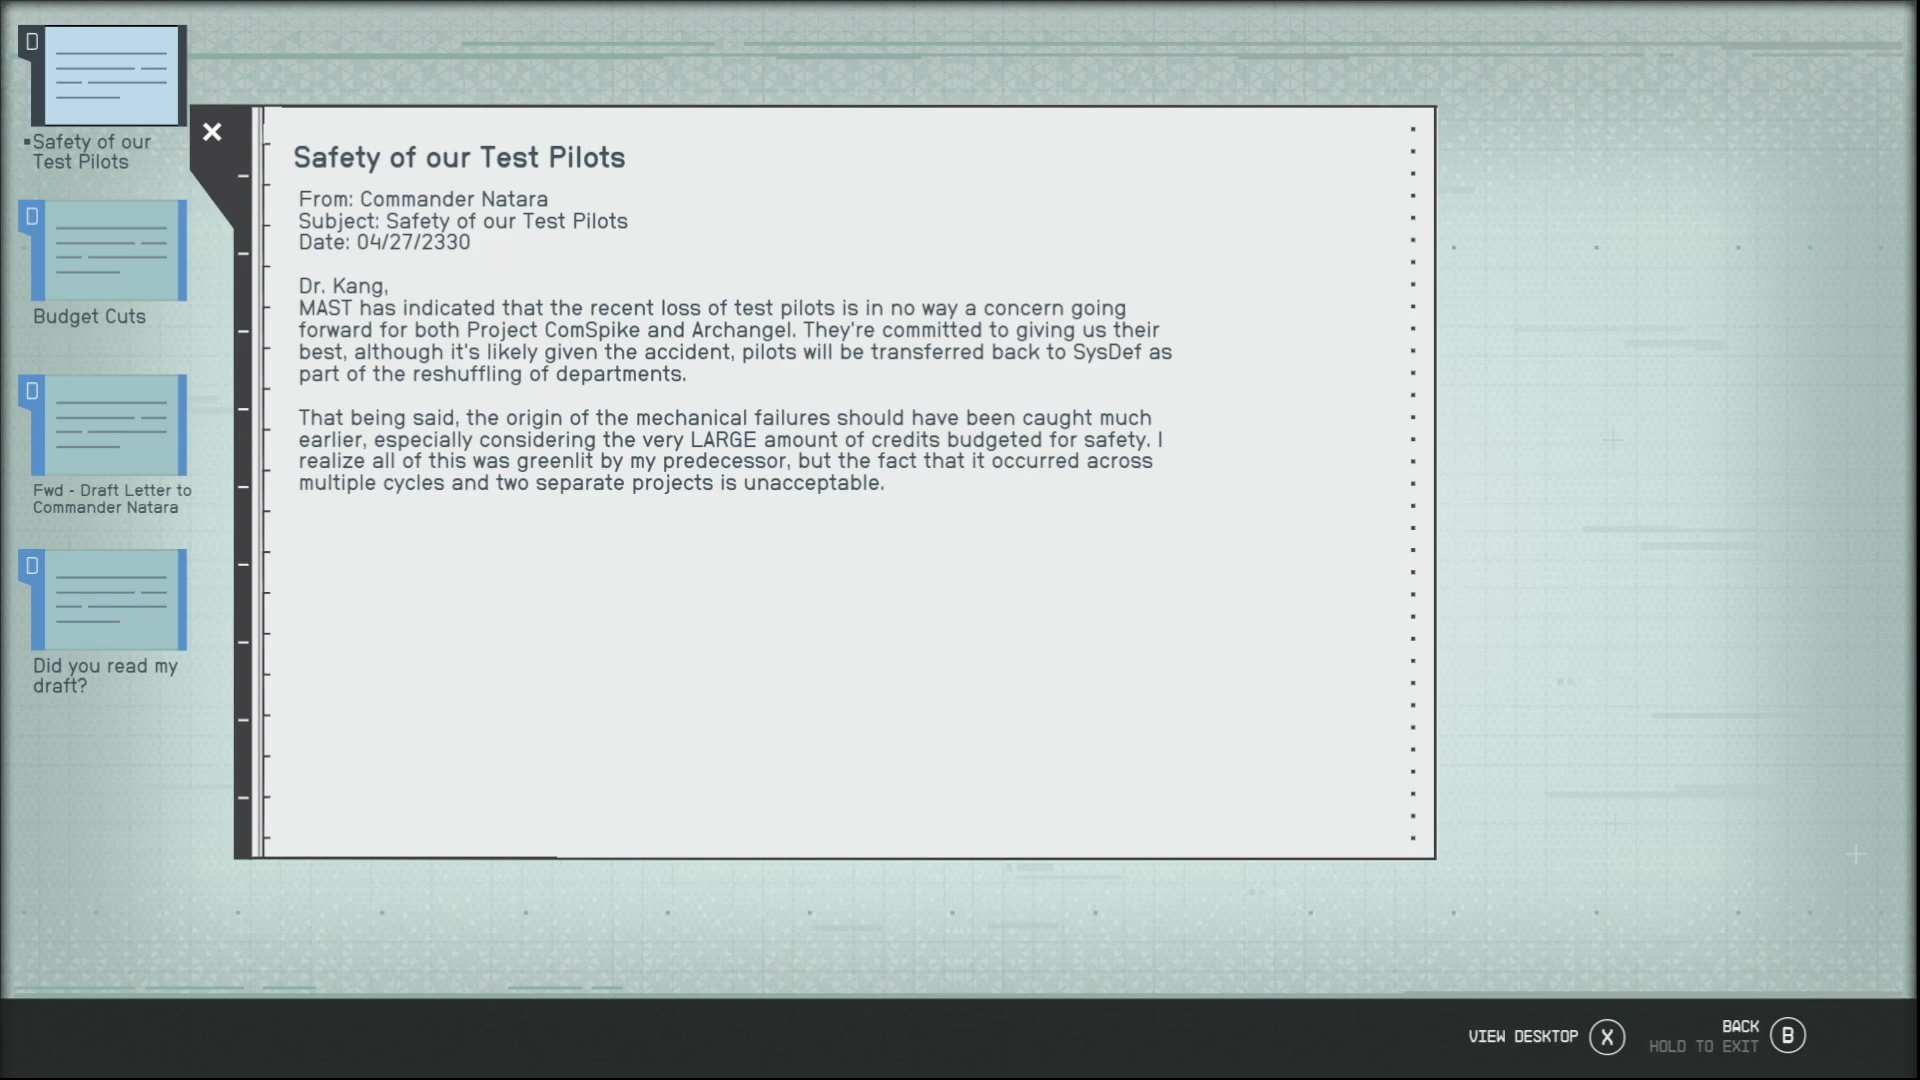 D
Safety of our
Test Pilots
D
Budget Cuts
D
Fwd - Draft Letter to
Commander Natara
D
Did you read my
draft?
Safety of our Test Pilots
From: Commander Natara
Subject: Safety of our Test Pilots
Date: 04/27/2330
Dr. Kang,
MAST has indicated that the recent loss of test pilots is in no way a concern going
forward for both Project ComSpike and Archangel. They're committed to giving us their
best, although it's likely given the accident, pilots will be transferred back to SysDef as
part of the reshuffling of departments.
That being said, the origin of the mechanical failures should have been caught much
earlier, especially considering the very LARGE amount of credits budgeted for safety. I
realize all of this was greenlit by my predecessor, but the fact that it occurred across
multiple cycles and two separate projects is unacceptable.
VIEW DESKTOP X
BACK B
HOLD TO EXIT